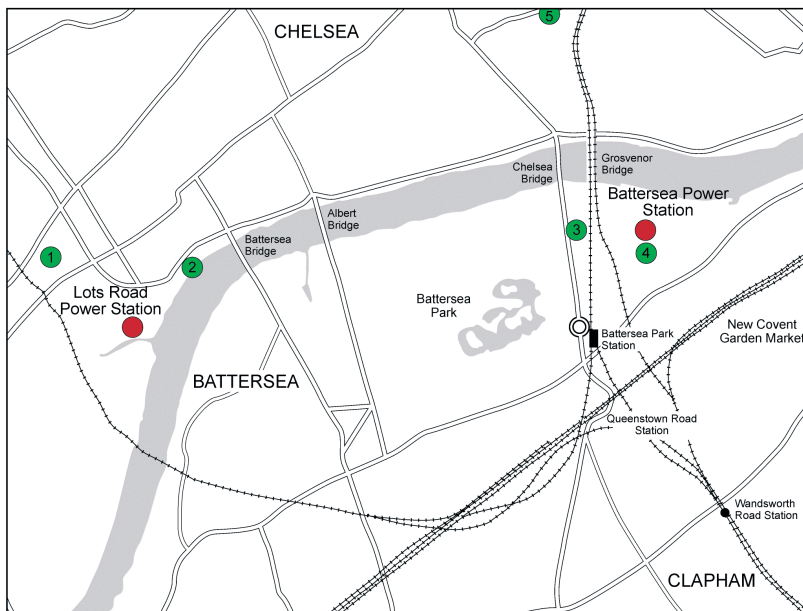 5
CHELSEA
Chelsea
Bridge
Grosvenor
Bridge
Battersea Power
Station
Albert
Bridge
3
Battersea
Bridge
1
2
4
Lots Road
Power Station
Battersea
Park
New Covent
Garden Market
Battersea Park
Station
BATTERSEA
Queenstown Road
Station
Wandsworth
Road Station
CLAPHAM